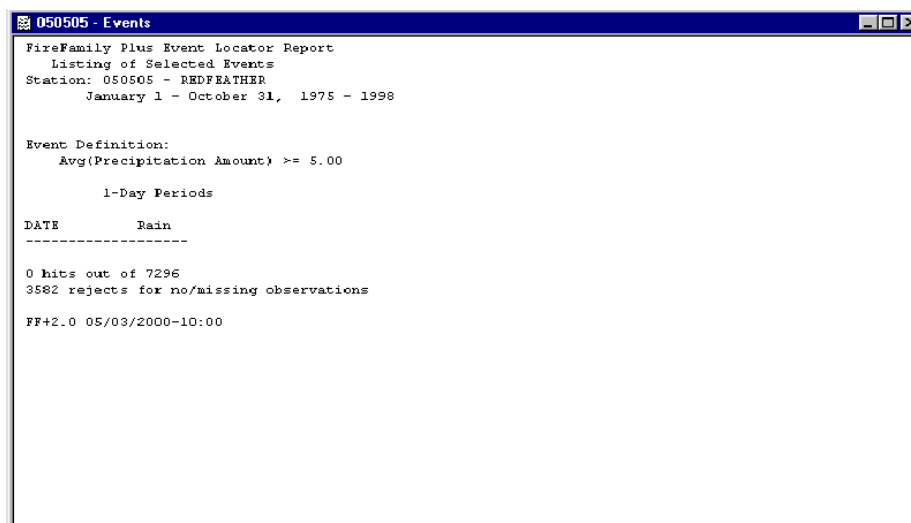 050505 - Events
FireFamily Plus Event Locator Report
Listing of Selected Events
Station: 050505 - REDFEATHER
January 1 - October 31, 1975 - 1998
Event Definition:
Avg(Precipitation Amount) >= 5.00
1-Day Periods
DATE Rain
-------------------
0 hits out of 7296
3582 rejects for no/missing observations
FF+2.0 05/03/2000-10:00